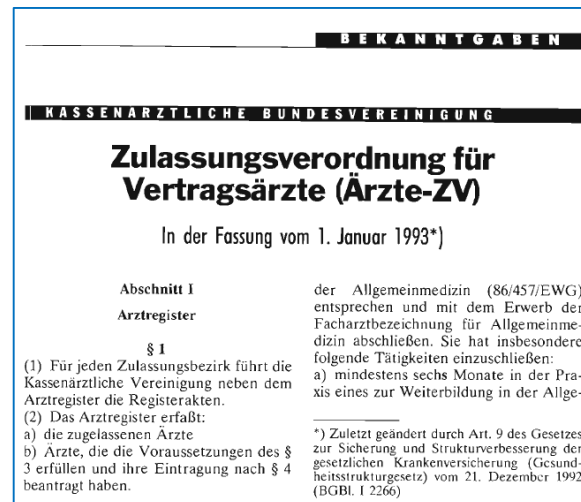 BEKANNTGABEN
KASSENARZTLICHE BUNDESVEREINIGUNG
Zulassungsverordnung für
Vertragsärzte (Ärzte-ZV)
In der Fassung vom 1. Januar 1993*)
Abschnitt I
Arztregister
§ 1
(1) Für jeden Zulassungsbezirk führt die
Kassenärztliche Vereinigung neben dem
Arztregister die Registerakten.
(2) Das Arztregister erfaßt:
a) die zugelassenen Ärzte
b) Ärzte, die die Voraussetzungen des §
3 erfüllen und ihre Eintragung nach § 4
beantragt haben.
der Allgemeinmedizin (86/457/EWG)
entsprechen und mit dem Erwerb der
Facharztbezeichnung für Allgemeinme-
dizin abschließen. Sie hat insbesondere
folgende Tätigkeiten einzuschließen:
a) mindestens sechs Monate in der Pra-
xis eines zur Weiterbildung in der Allge-
*) Zuletzt geändert durch Art. 9 des Gesetzes
zur Sicherung und Strukturverbesserung der
gesetzlichen Krankenversicherung (Gesund-
heitsstrukturgesetz) vom 21. Dezember 1992
(BGBl. I 2266)